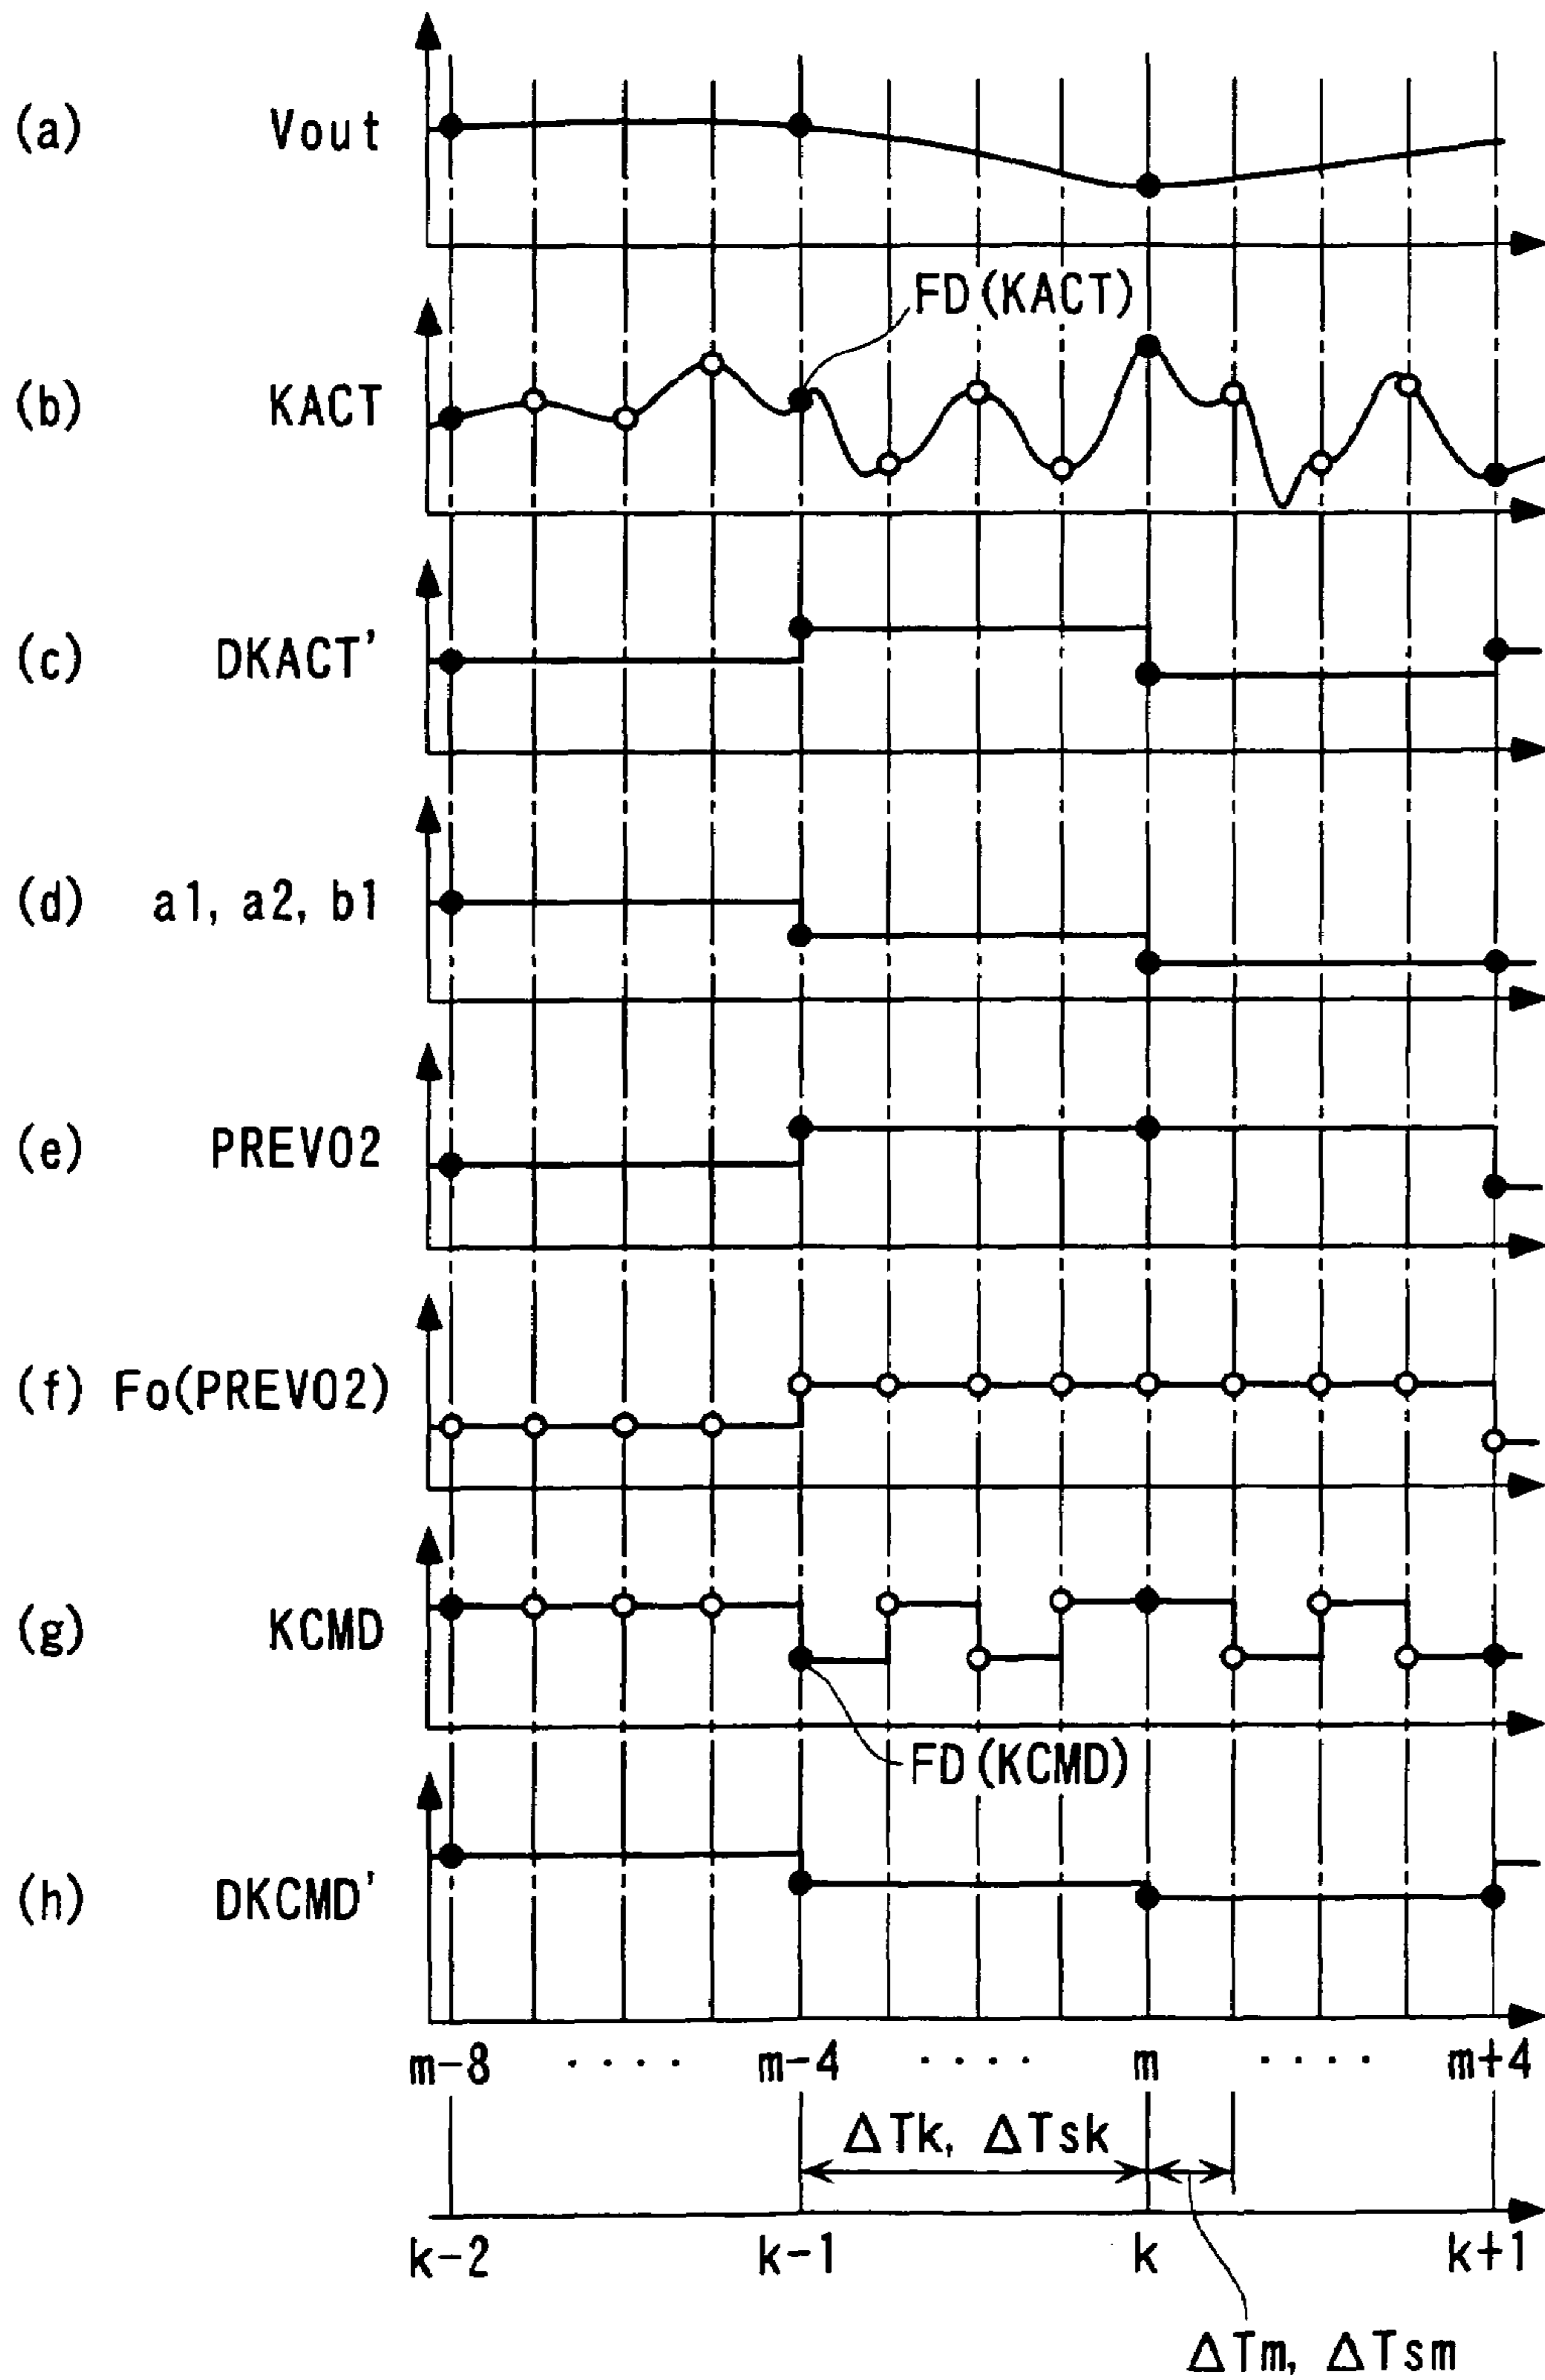 (a) Vout
FD(KACT)
(b) KACT
(c) DKACT'
(d) a1, a2, b1
(e) PREVO2
(f) Fo(PREVO2)
(g) KCMD
FD(KCMD)
(h) DKCMD'
m-8 ···· m-4 ···· m ···· m+4
ΔTk, ΔTsk
k-2 k-1 k k+1
ΔTm, ΔTsm